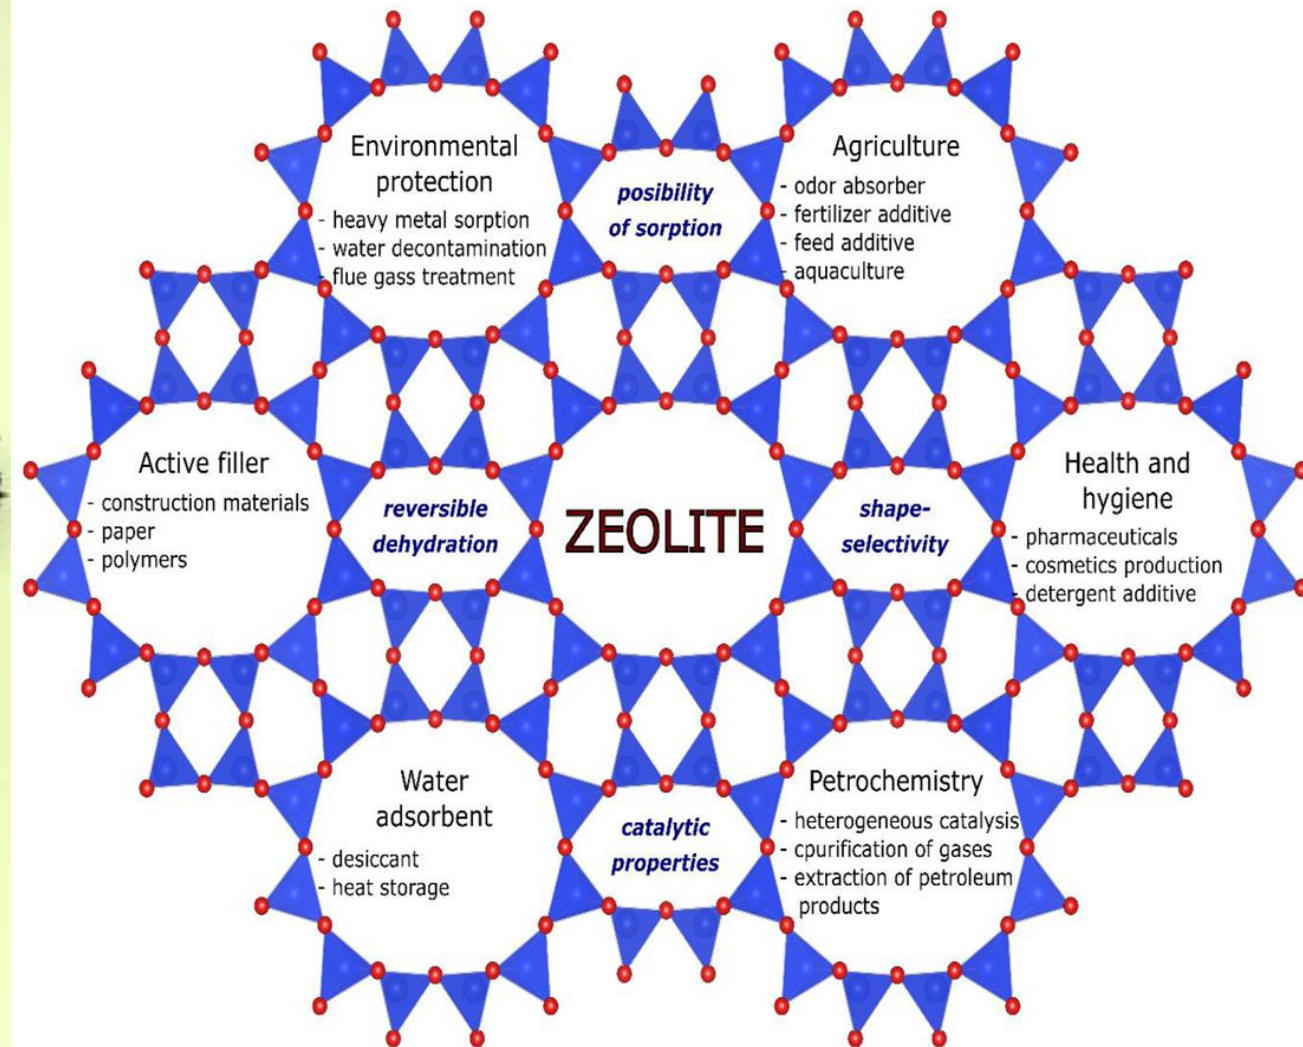 Environmental
protection
- heavy metal sorption
- water decontamination
- flue gass treatment
posibility
of sorption
Agriculture
- odor absorber
- fertilizer additive
- feed additive
- aquaculture
Active filler
- construction materials
- paper
- polymers
reversible
dehydration
ZEOLITE
shape-
selectivity
Health and
hygiene
- pharmaceuticals
- cosmetics production
- detergent additive
Water
adsorbent
- desiccant
- heat storage
catalytic
properties
Petrochemistry
- heterogeneous catalysis
- cpurification of gases
- extraction of petroleum
products